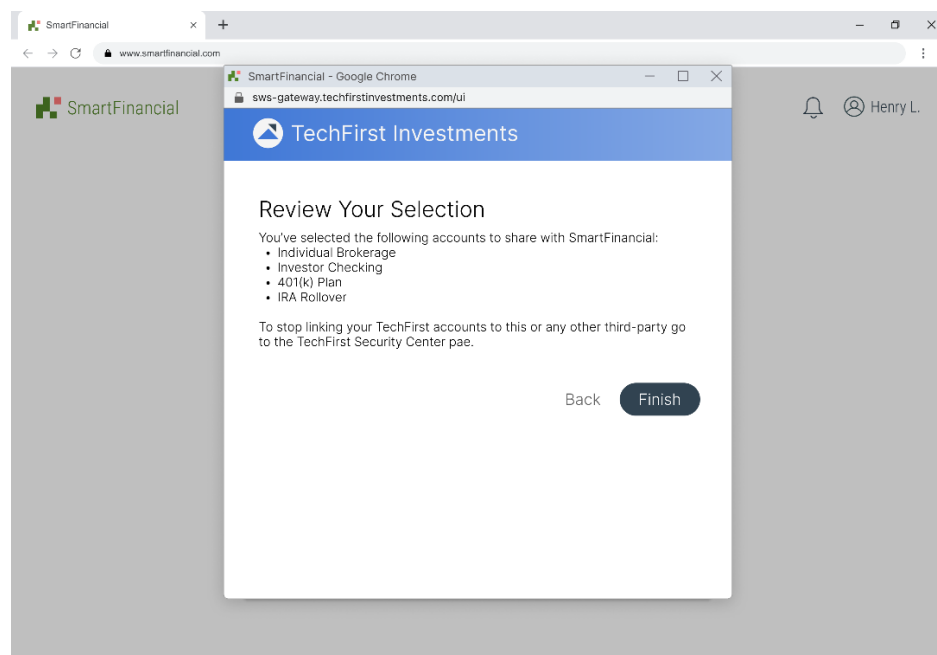 SmartFinancial
www.smartfinancial.com
SmartFinancial - Google Chrome
sws-gateway.techfirstinvestments.com/ui
SmartFinancial
Henry L.
TechFirst Investments
Review Your Selection
You've selected the following accounts to share with SmartFinancial:
• Individual Brokerage
• Investor Checking
• 401(k) Plan
• IRA Rollover
To stop linking your TechFirst accounts to this or any other third-party go
to the TechFirst Security Center pae.
Back
Finish